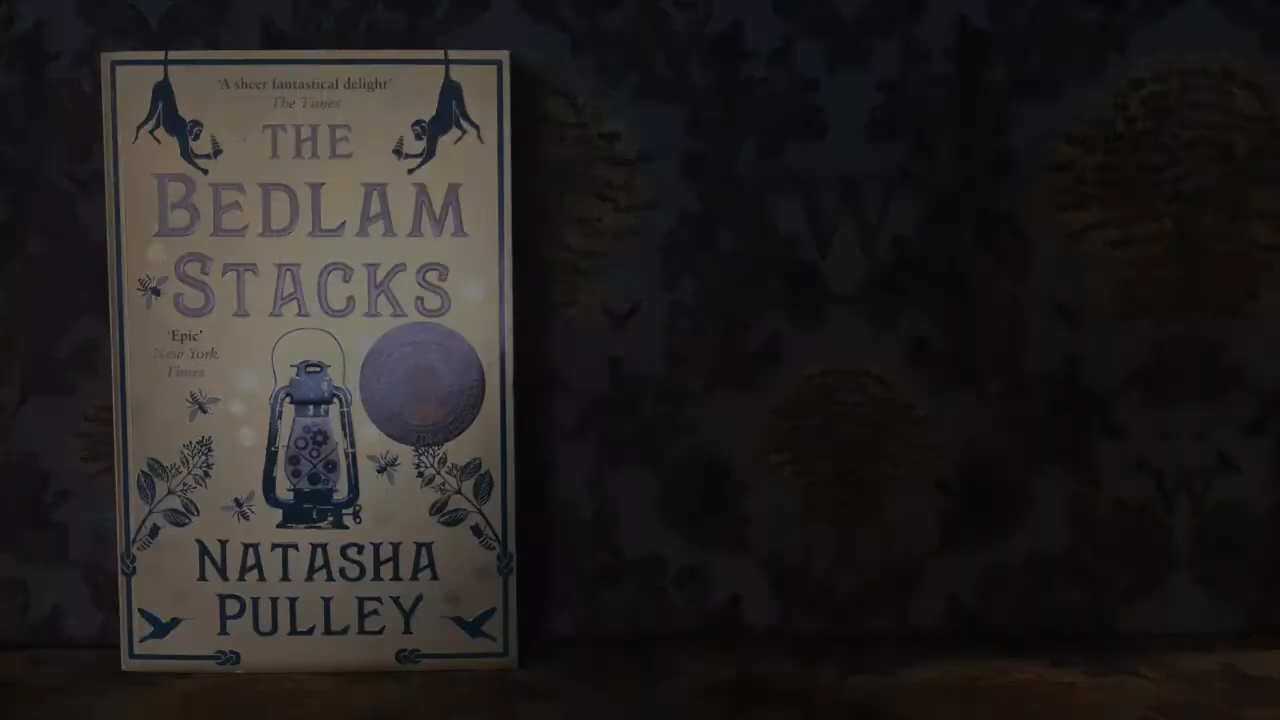 ‘A sheer fantastical delight’
The Times
THE
BEDLAM
STACKS
‘Epic’
New York
Times
NATASHA
PULLEY